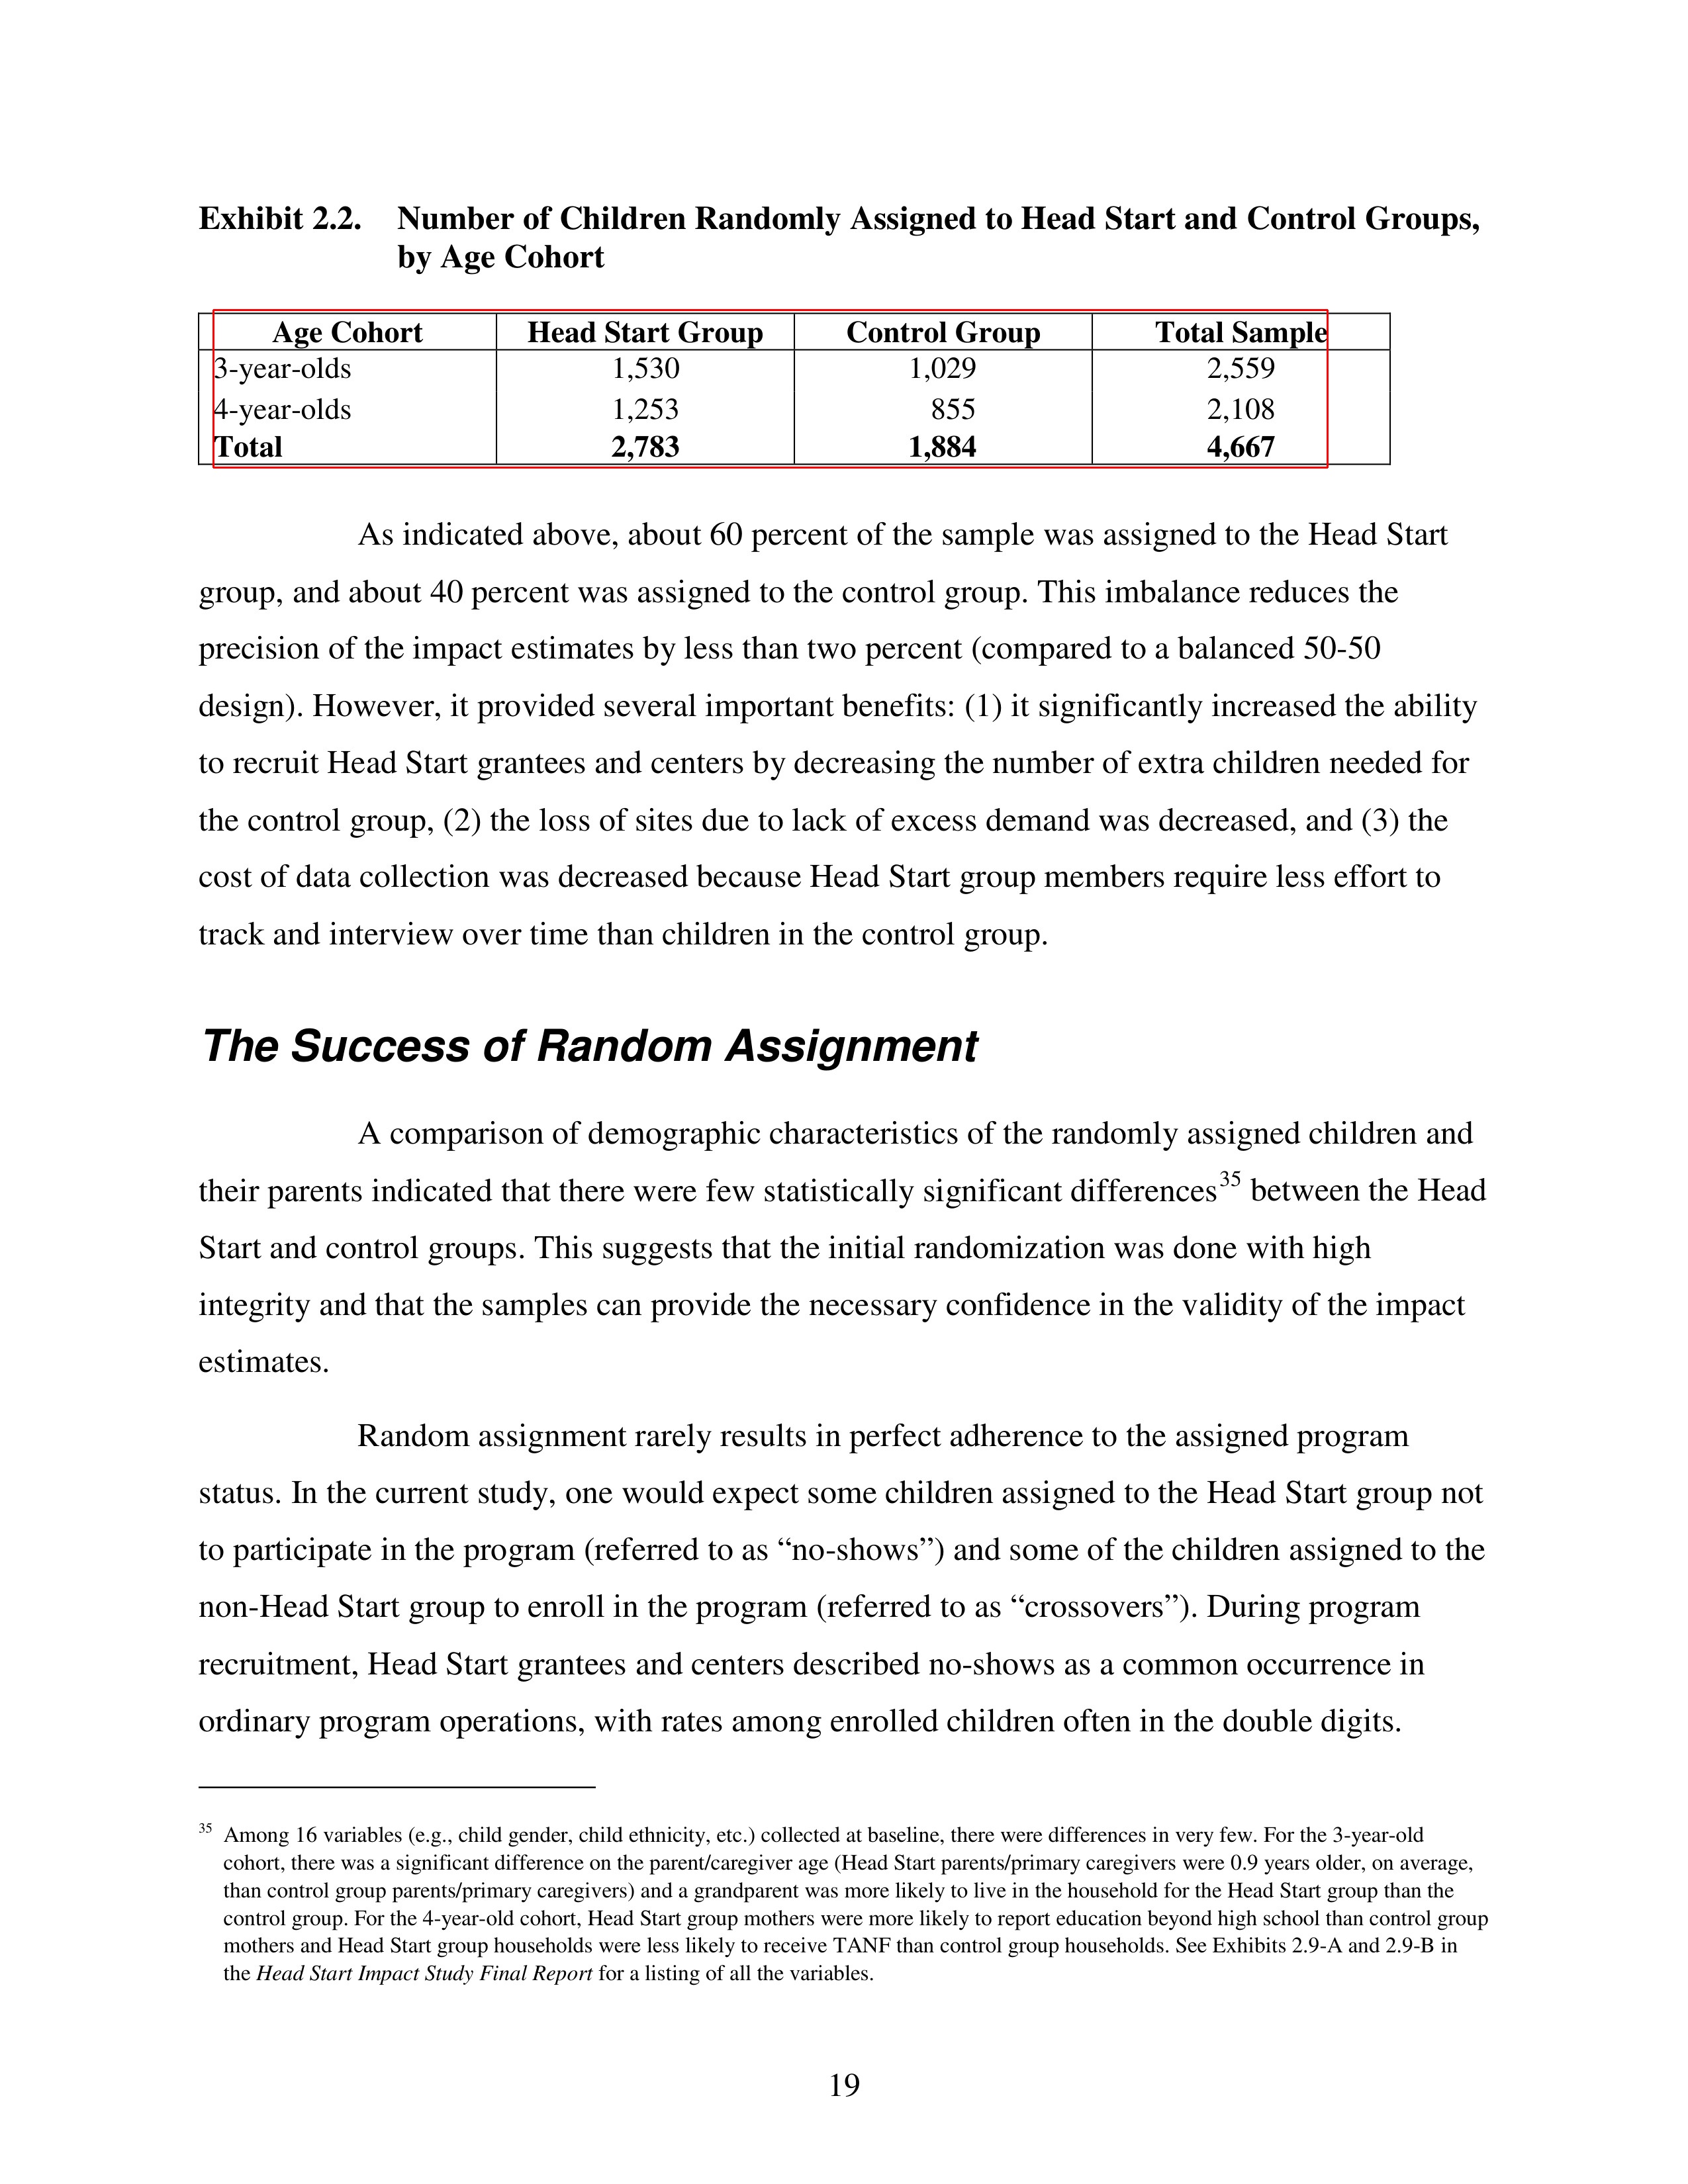 Exhibit 2.2. Number of Children Randomly Assigned to Head Start and Control Groups,
by Age Cohort
Age Cohort Head Start Group Control Group Total Sample
3-year-olds 1,530 1,029 2,559
4-year-olds 1,253 855 2,108
Total 2,783 1,884 4,667
As indicated above, about 60 percent of the sample was assigned to the Head Start
group, and about 40 percent was assigned to the control group. This imbalance reduces the
precision of the impact estimates by less than two percent (compared to a balanced 50-50
design). However, it provided several important benefits: (1) it significantly increased the ability
to recruit Head Start grantees and centers by decreasing the number of extra children needed for
the control group, (2) the loss of sites due to lack of excess demand was decreased, and (3) the
cost of data collection was decreased because Head Start group members require less effort to
track and interview over time than children in the control group.
The Success of Random Assignment
A comparison of demographic characteristics of the randomly assigned children and
their parents indicated that there were few statistically significant differences35 between the Head
Start and control groups. This suggests that the initial randomization was done with high
integrity and that the samples can provide the necessary confidence in the validity of the impact
estimates.
Random assignment rarely results in perfect adherence to the assigned program
status. In the current study, one would expect some children assigned to the Head Start group not
to participate in the program (referred to as “no-shows”) and some of the children assigned to the
non-Head Start group to enroll in the program (referred to as “crossovers”). During program
recruitment, Head Start grantees and centers described no-shows as a common occurrence in
ordinary program operations, with rates among enrolled children often in the double digits.
35 Among 16 variables (e.g., child gender, child ethnicity, etc.) collected at baseline, there were differences in very few. For the 3-year-old
cohort, there was a significant difference on the parent/caregiver age (Head Start parents/primary caregivers were 0.9 years older, on average,
than control group parents/primary caregivers) and a grandparent was more likely to live in the household for the Head Start group than the
control group. For the 4-year-old cohort, Head Start group mothers were more likely to report education beyond high school than control group
mothers and Head Start group households were less likely to receive TANF than control group households. See Exhibits 2.9-A and 2.9-B in
the Head Start Impact Study Final Report for a listing of all the variables.
19